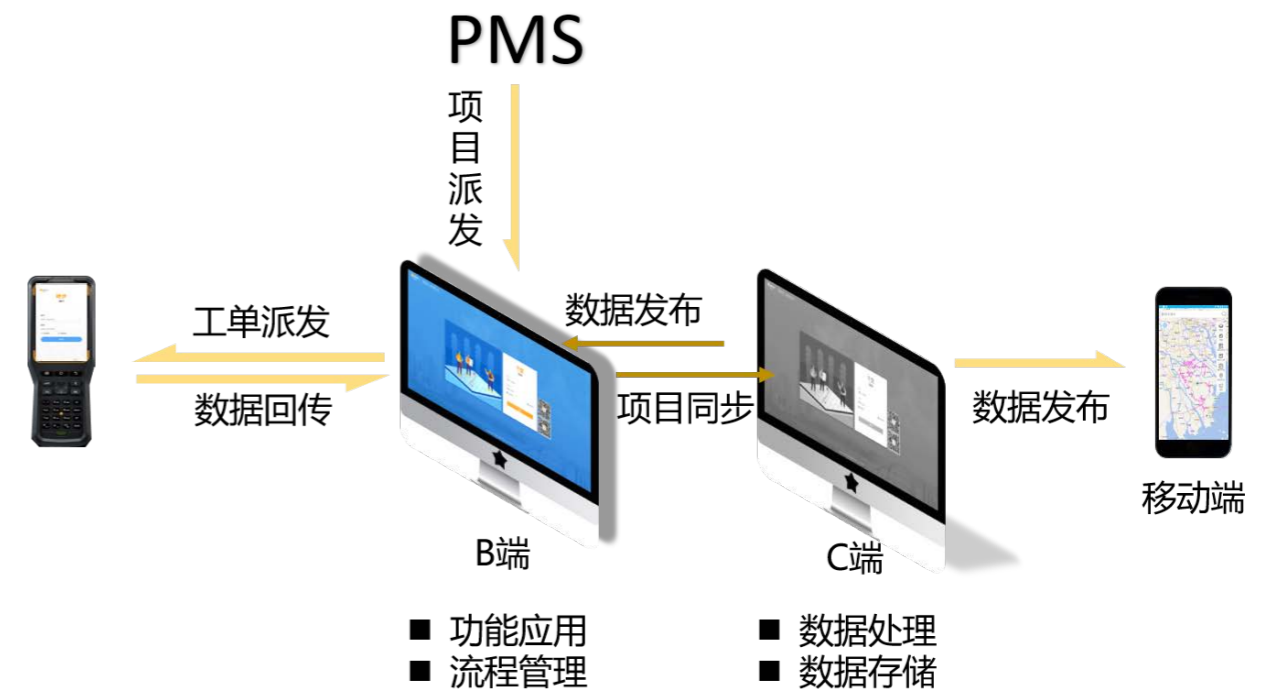 PMS
项目派发
工单派发
数据回传
数据发布
项目同步
数据发布
移动端
B端
C端
■ 功能应用
■ 流程管理
■ 数据处理
■ 数据存储